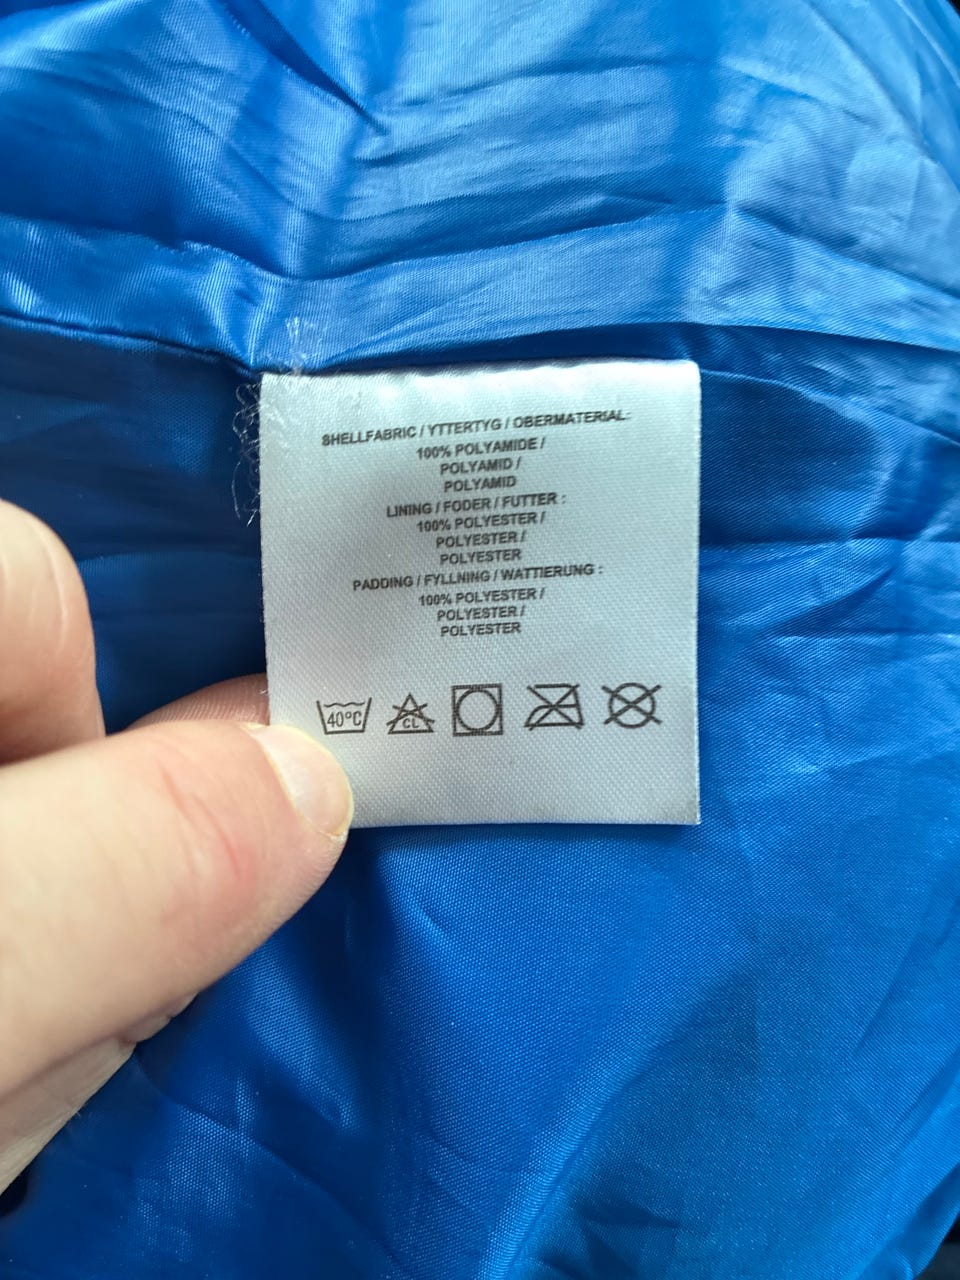 SHELLFABRIC / YTTERTYG / OBERMATERIAL:
100% POLYAMIDE /
POLYAMID /
POLYAMID
LINING / FODER / FUTTER :
100% POLYESTER /
POLYESTER /
POLYESTER
PADDING / FYLLNING / WATTIERUNG :
100% POLYESTER /
POLYESTER /
POLYESTER
40°C CL